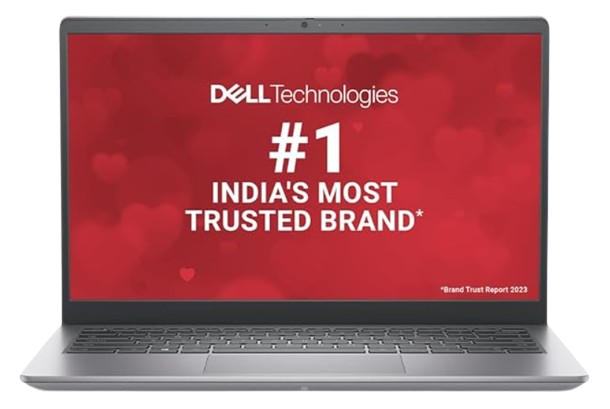 DELLTechnologies
#1
INDIA'S MOST
TRUSTED BRAND*
*Brand Trust Report 2023